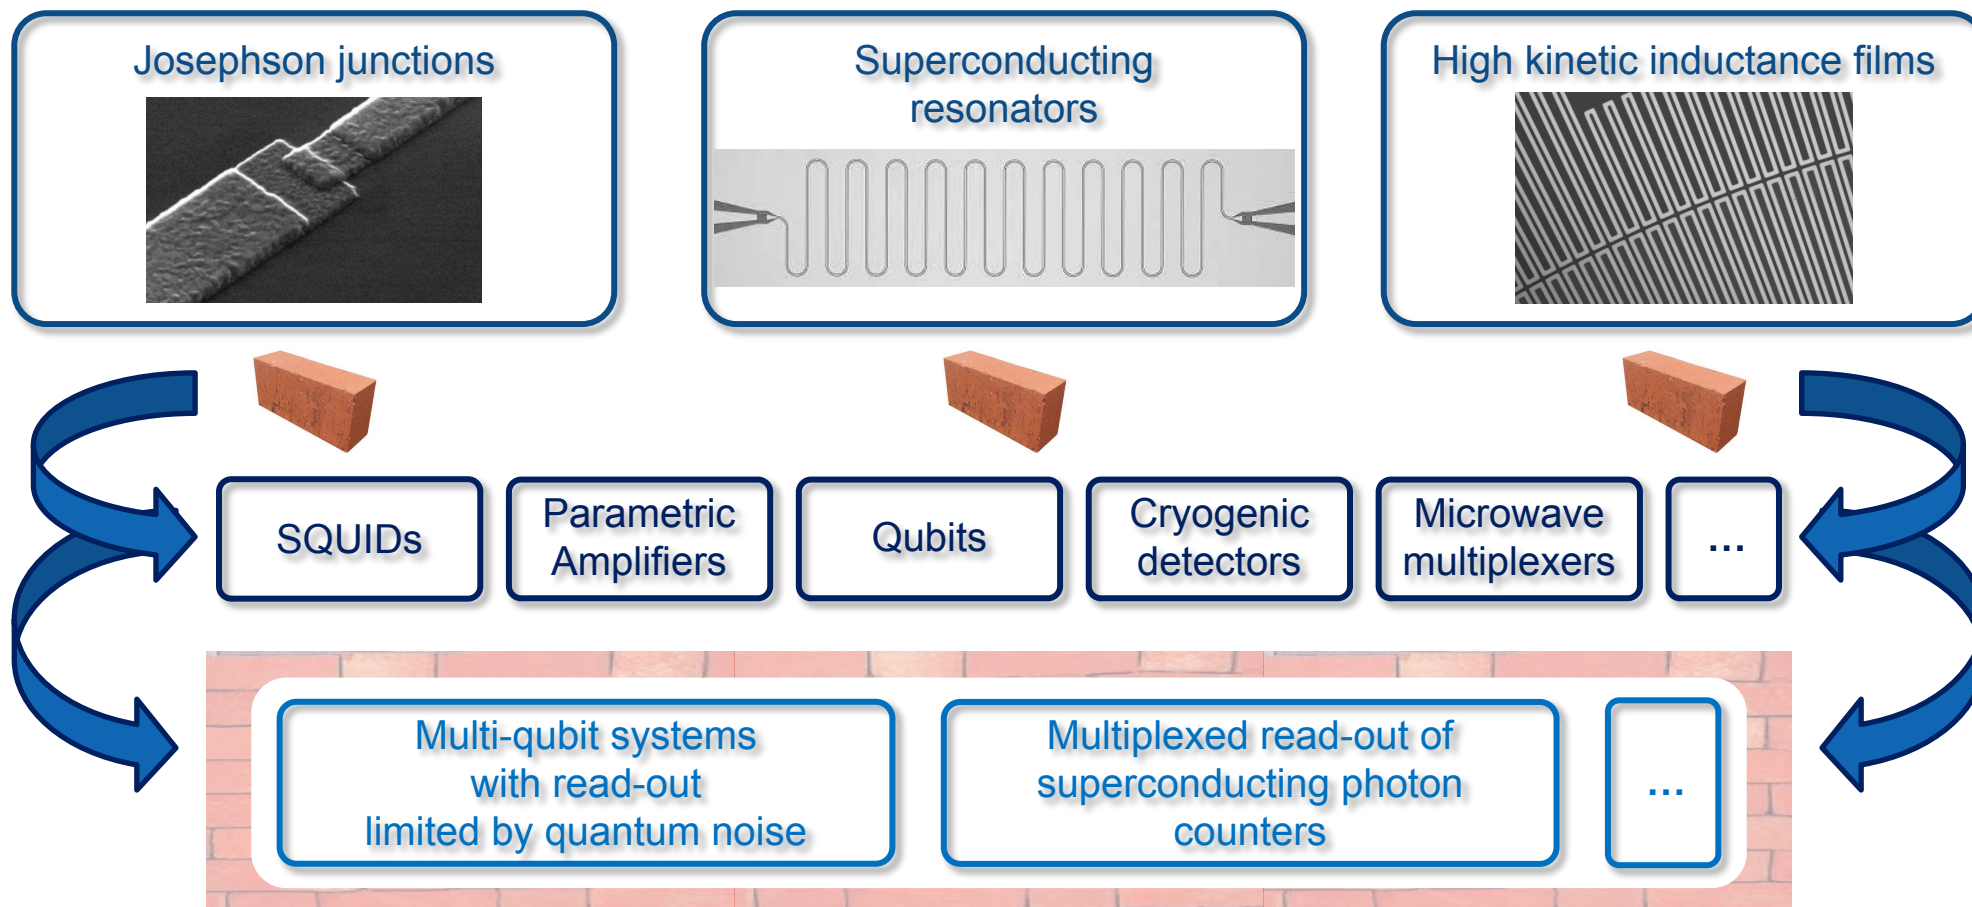 Josephson junctions
Superconducting
resonators
High kinetic inductance films
SQUIDs
Parametric
Amplifiers
Qubits
Cryogenic
detectors
Microwave
multiplexers
...
Multi-qubit systems
with read-out
limited by quantum noise
Multiplexed read-out of
superconducting photon
counters
...